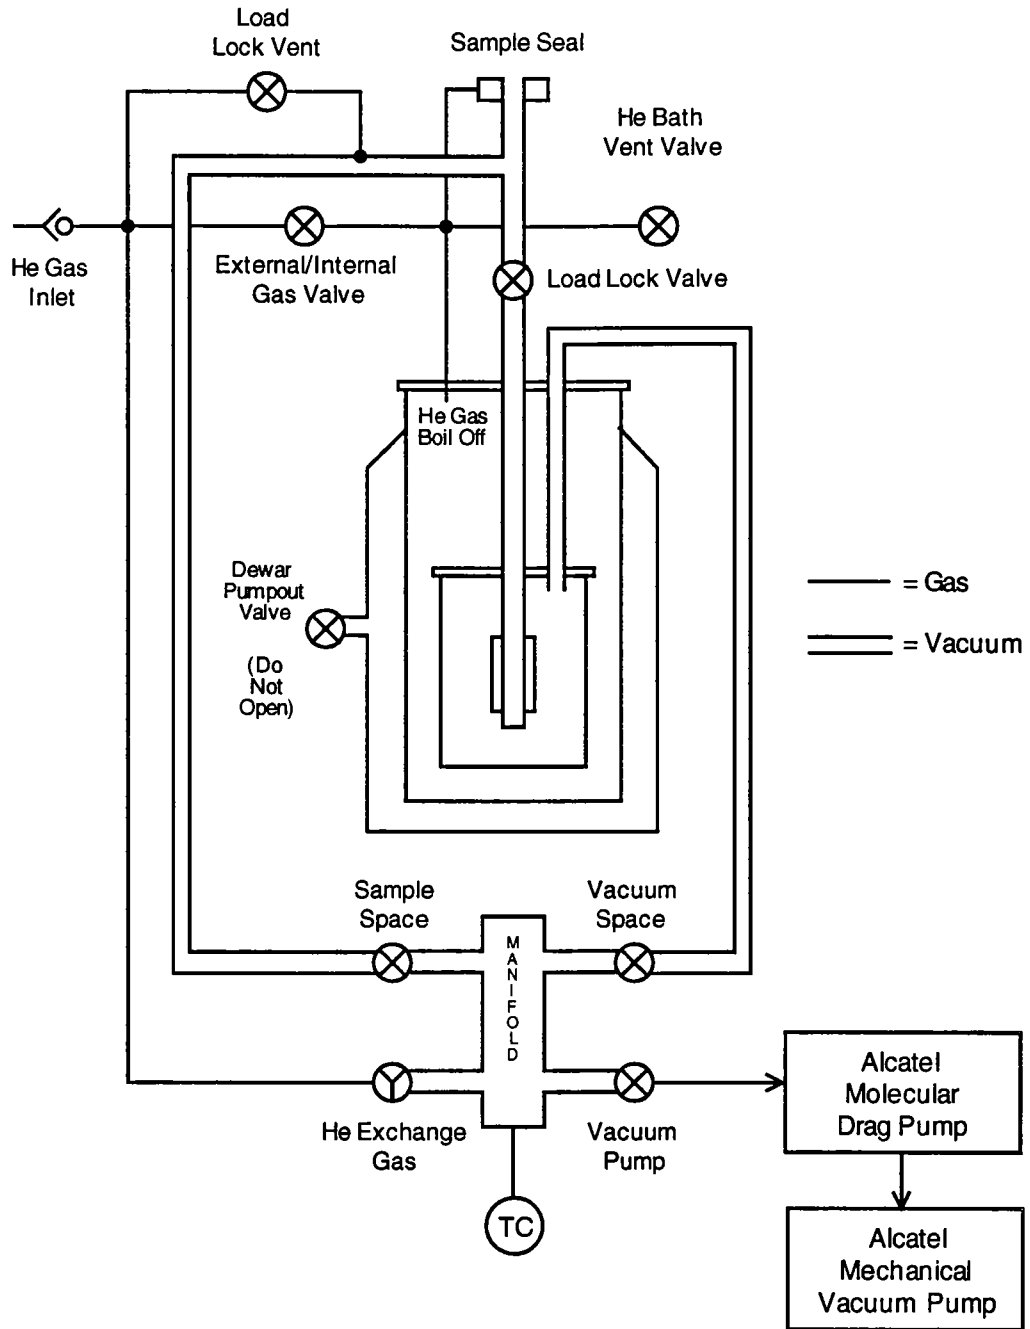 Load
Lock Vent
Sample Seal
He Bath
Vent Valve
He Gas
Inlet
External/Internal
Gas Valve
Load Lock Valve
He Gas
Boil Off
Dewar
Pumpout
Valve
(Do
Not
Open)
= Gas
= Vacuum
Sample
Space
Vacuum
Space
MANIFOLD
He Exchange
Gas
Vacuum
Pump
TC
Alcatel
Molecular
Drag Pump
Alcatel
Mechanical
Vacuum Pump